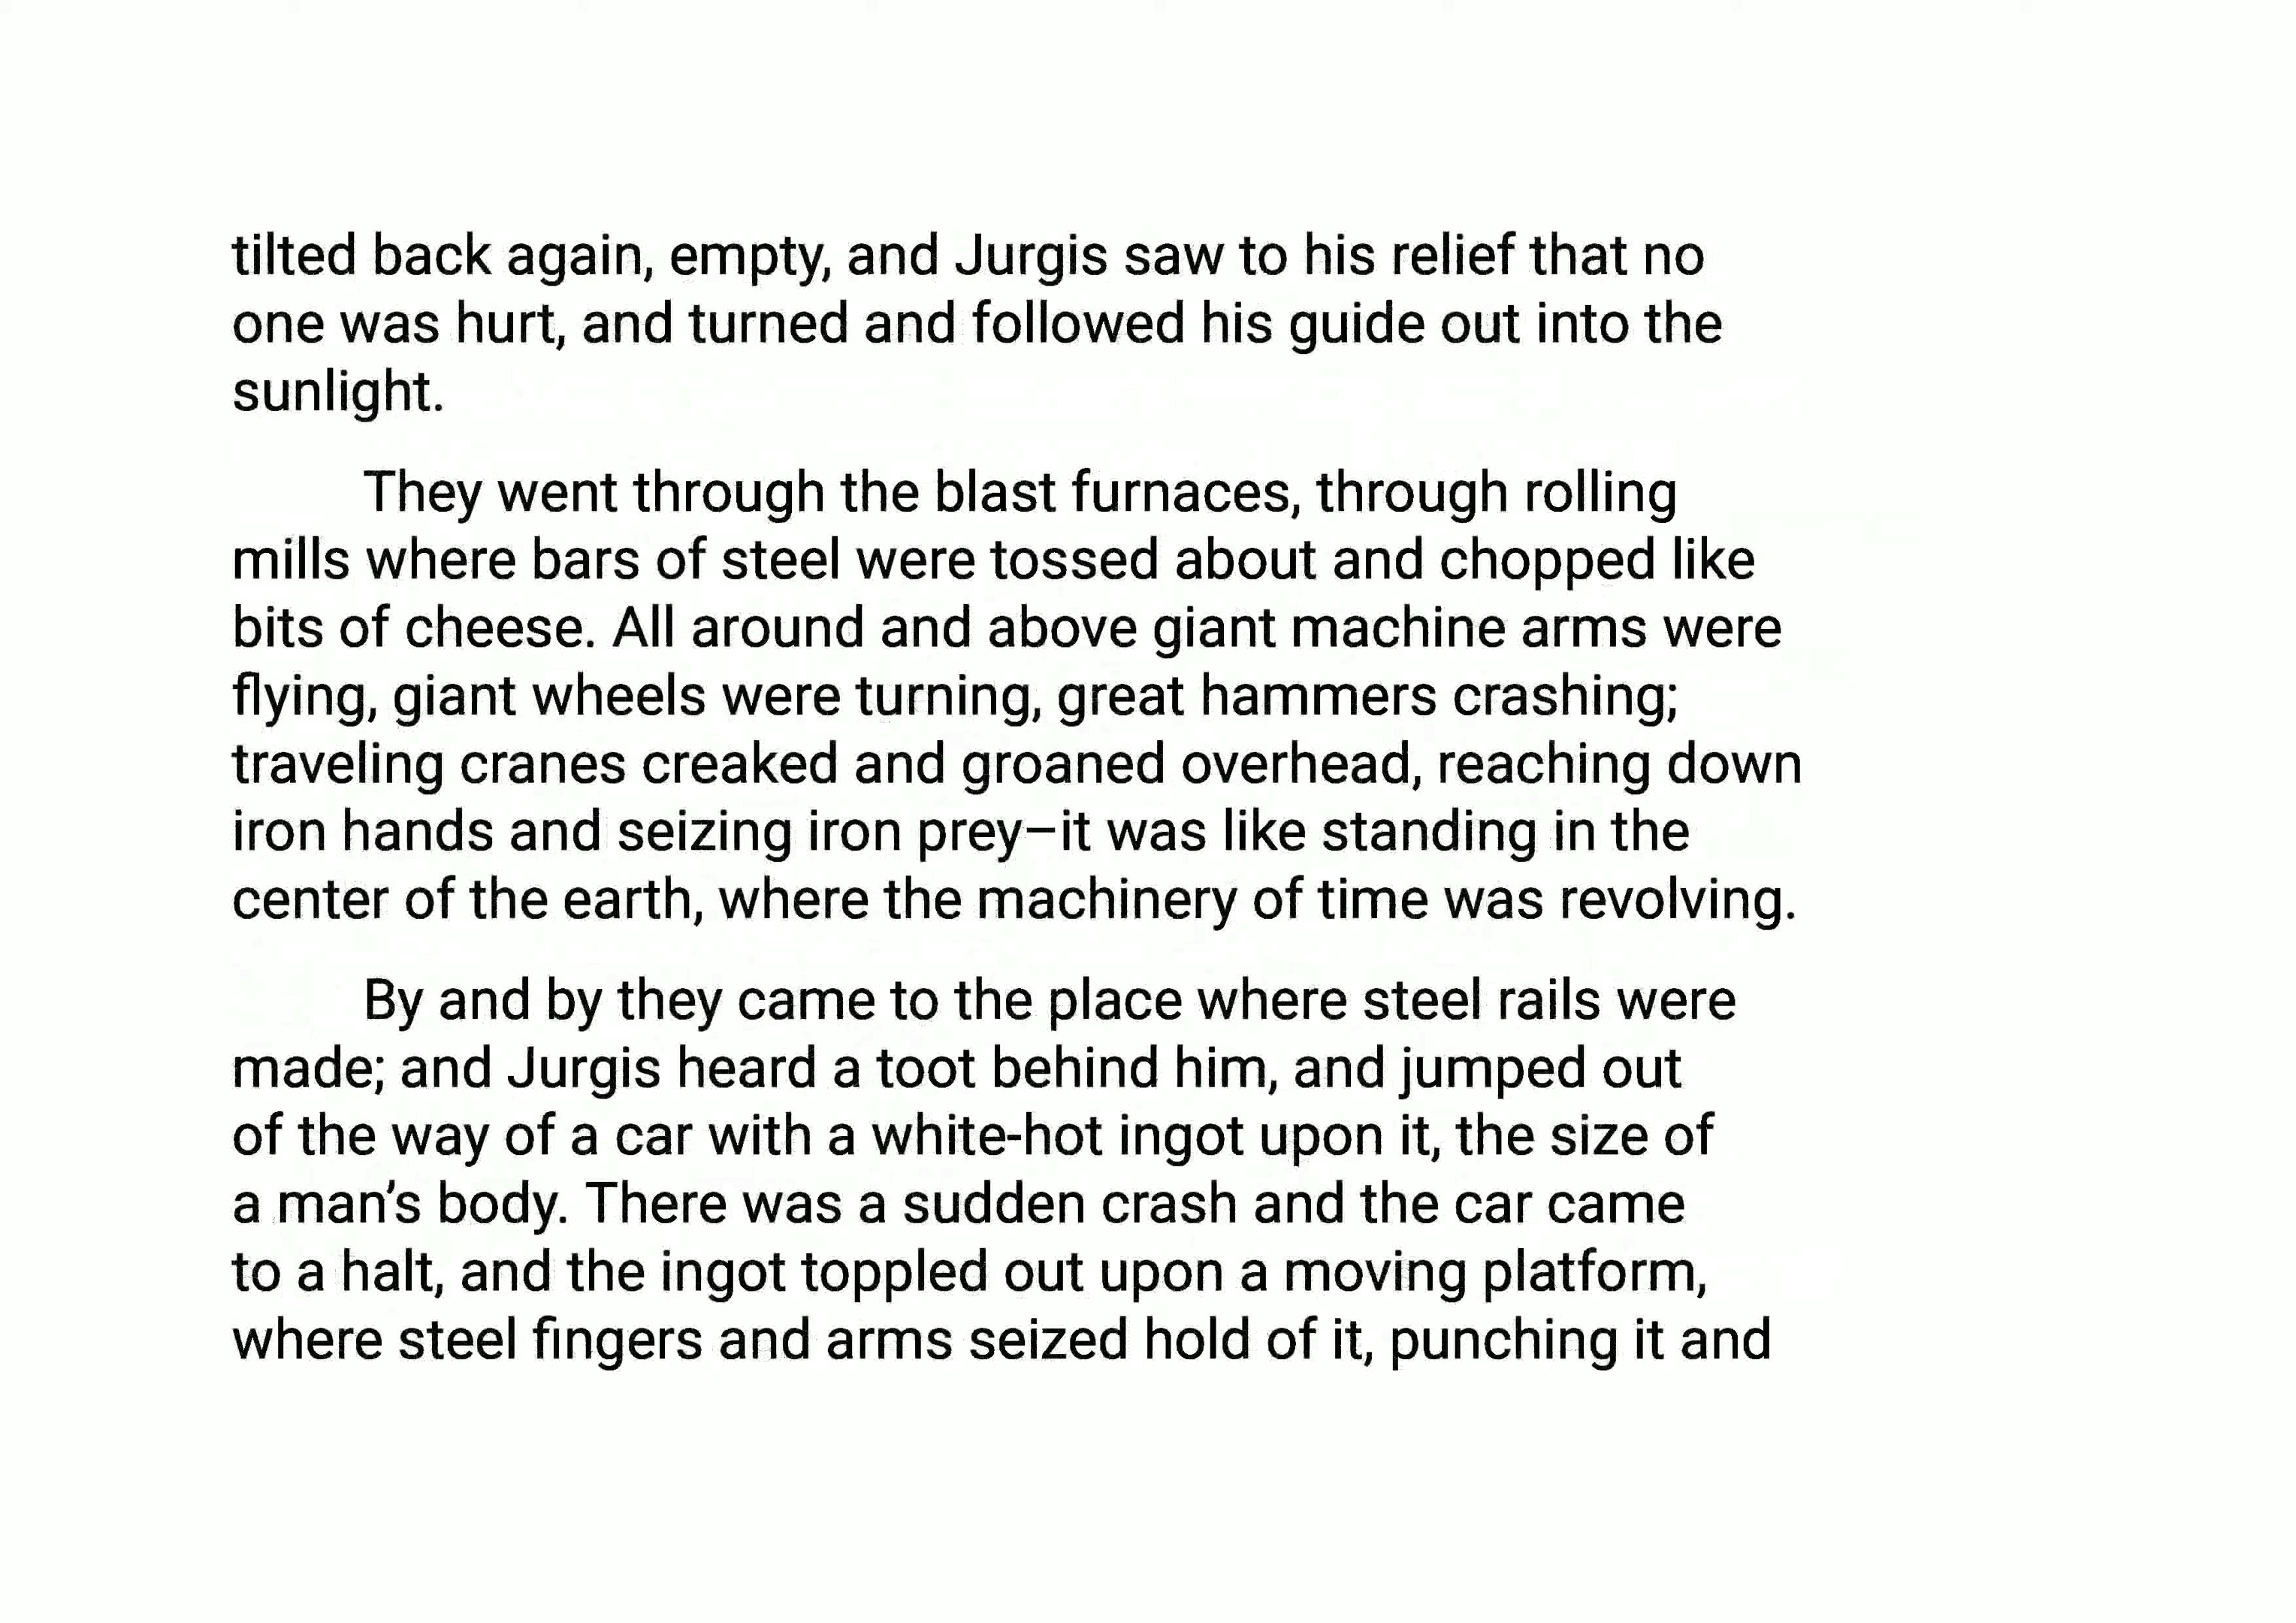 tilted back again, empty, and Jurgis saw to his relief that no
one was hurt, and turned and followed his guide out into the
sunlight.
They went through the blast furnaces, through rolling
mills where bars of steel were tossed about and chopped like
bits of cheese. All around and above giant machine arms were
flying, giant wheels were turning, great hammers crashing;
traveling cranes creaked and groaned overhead, reaching down
iron hands and seizing iron prey—it was like standing in the
center of the earth, where the machinery of time was revolving.
By and by they came to the place where steel rails were
made; and Jurgis heard a toot behind him, and jumped out
of the way of a car with a white-hot ingot upon it, the size of
a man’s body. There was a sudden crash and the car came
to a halt, and the ingot toppled out upon a moving platform,
where steel fingers and arms seized hold of it, punching it and